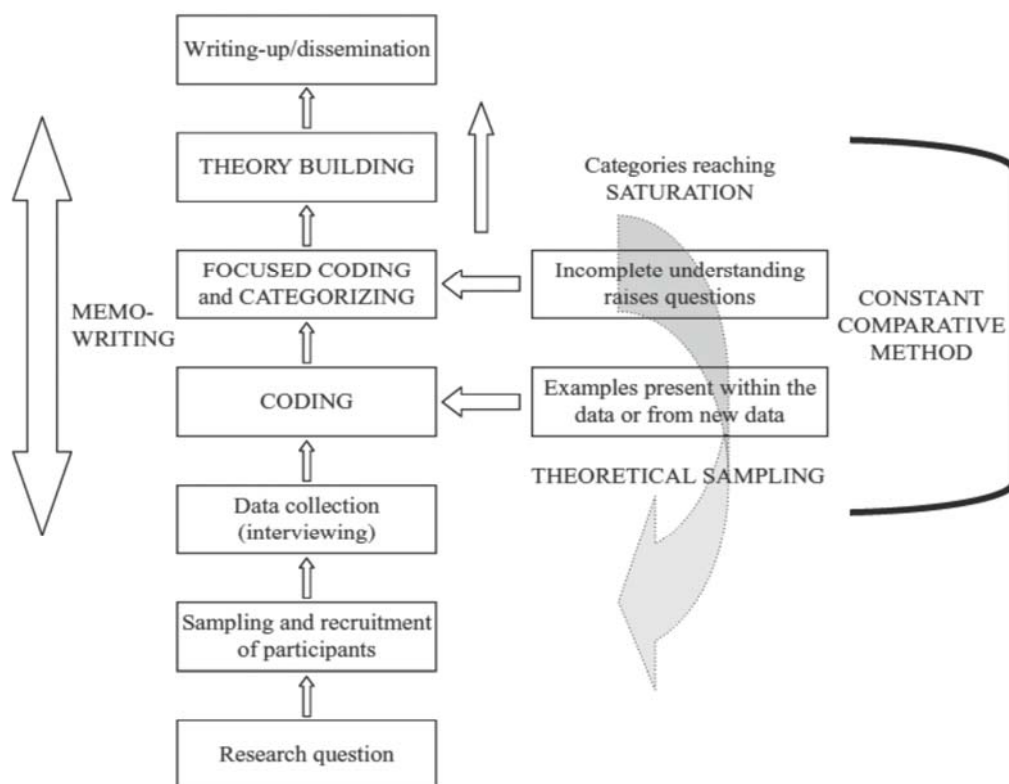 Writing-up/dissemination
THEORY BUILDING
Categories reaching
SATURATION
FOCUSED CODING
and CATEGORIZING
Incomplete understanding
raises questions
MEMO-
WRITING
CONSTANT
COMPARATIVE
METHOD
CODING
Examples present within the
data or from new data
THEORETICAL SAMPLING
Data collection
(interviewing)
Sampling and recruitment
of participants
Research question